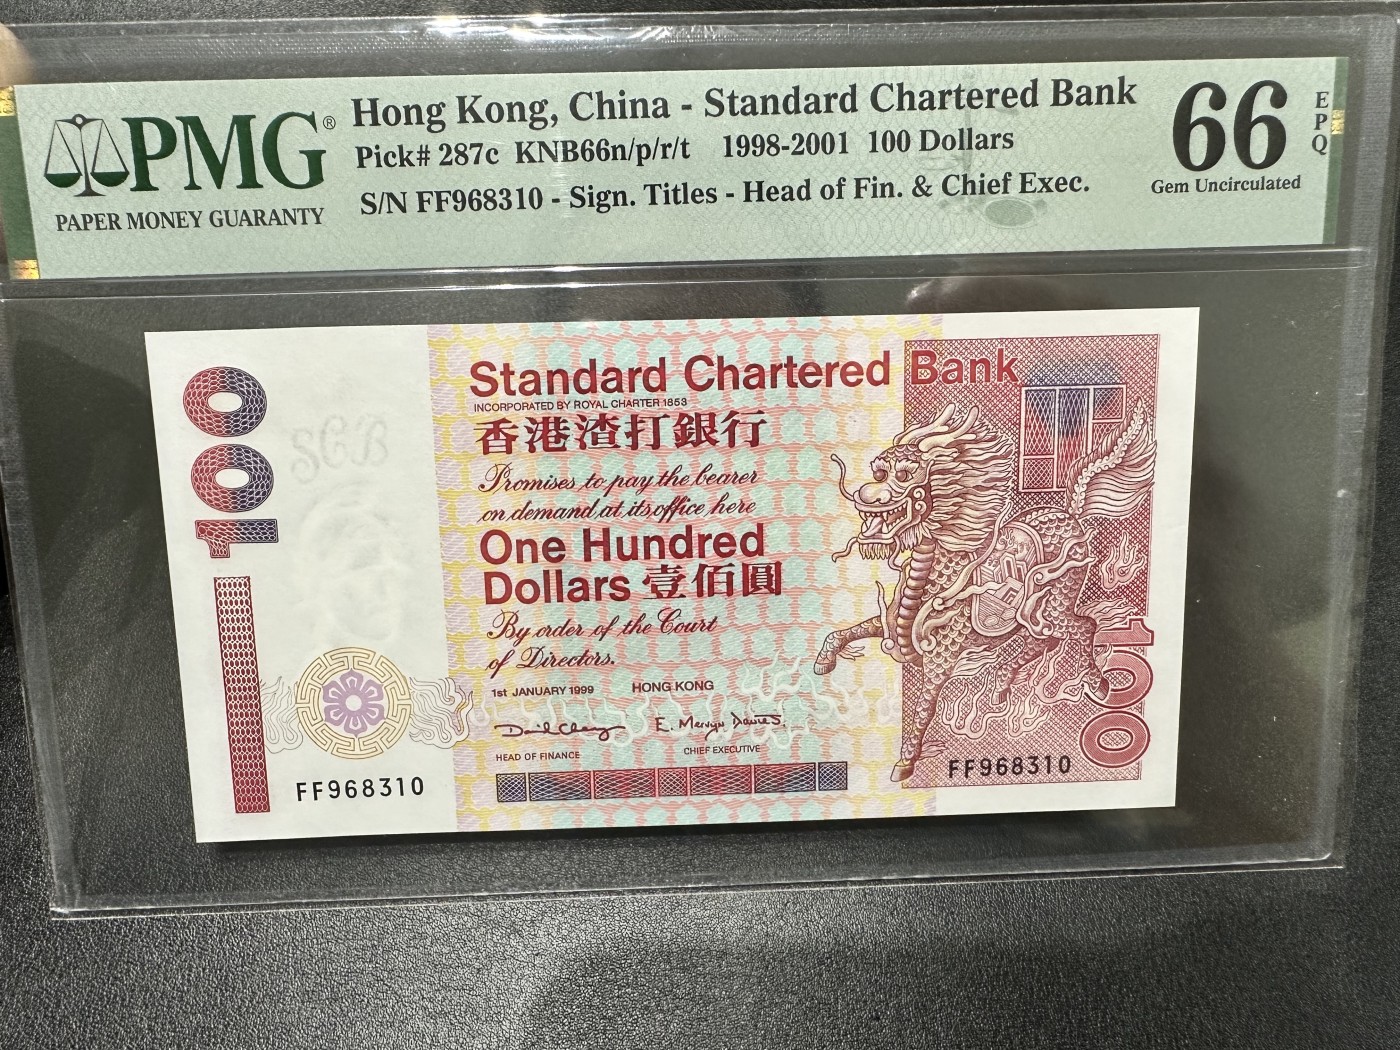 PMG®
PAPER MONEY GUARANTY
Hong Kong, China - Standard Chartered Bank
Pick# 287c KNB66n/p/r/t 1998-2001 100 Dollars
S/N FF968310 - Sign. Titles - Head of Fin. & Chief Exec.
66
EPQ
Gem Uncirculated
100
SCB
Standard Chartered Bank
INCORPORATED BY ROYAL CHARTER 1853
香港渣打銀行
Promises to pay the bearer
on demand at its office here
One Hundred
Dollars 壹佰圓
By order of the Court
of Directors.
1st JANUARY 1999 HONG KONG
David Chang
E. Mervyn Davies.
HEAD OF FINANCE
CHIEF EXECUTIVE
FF968310
FF968310
100